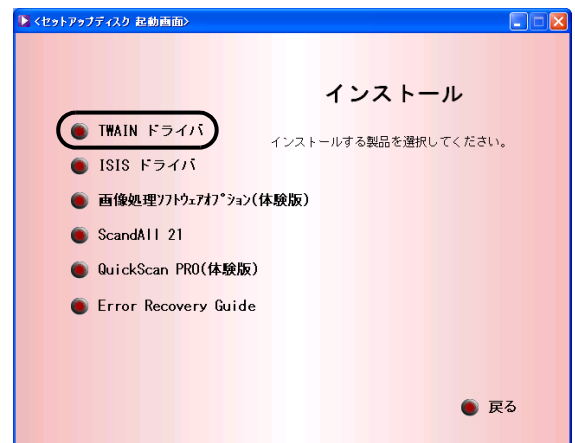 <セットアップディスク 起動画面>
インストール
インストールする製品を選択してください。
TWAIN ドライバ
ISIS ドライバ
画像処理ｿﾌﾄｳｪｱｵﾌﾟｼｮﾝ(体験版)
ScandAll 21
QuickScan PRO(体験版)
Error Recovery Guide
戻る